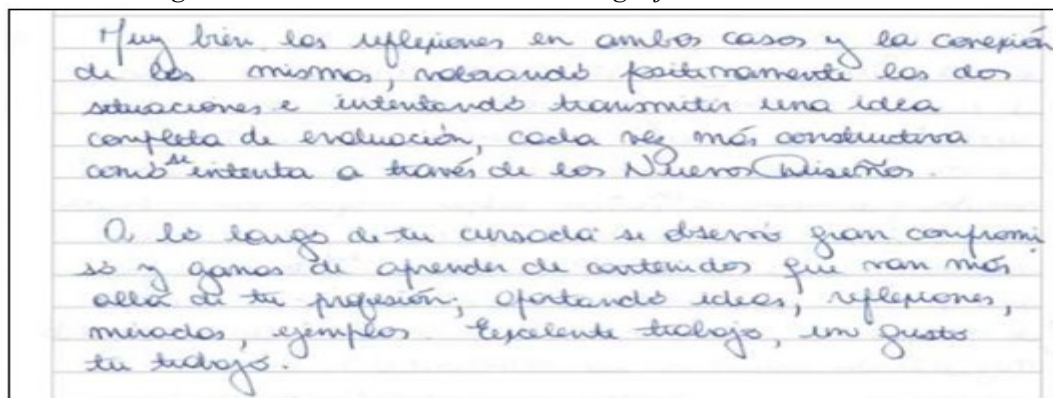 Muy bien las reflexiones en ambos casos y la conexión
de los mismos, valorando positivamente las dos
situaciones e intentando transmitir una idea
completa de evaluación, cada vez más constructiva
como se intenta a través de los Nuevos Diseños.
A lo largo de tu cursada se observó gran compromi
so y ganas de aprender de contenidos que van más
allá de tu profesión; aportando ideas, reflexiones,
miradas, ejemplos. Excelente trabajo, un gusto
tu trabajo.